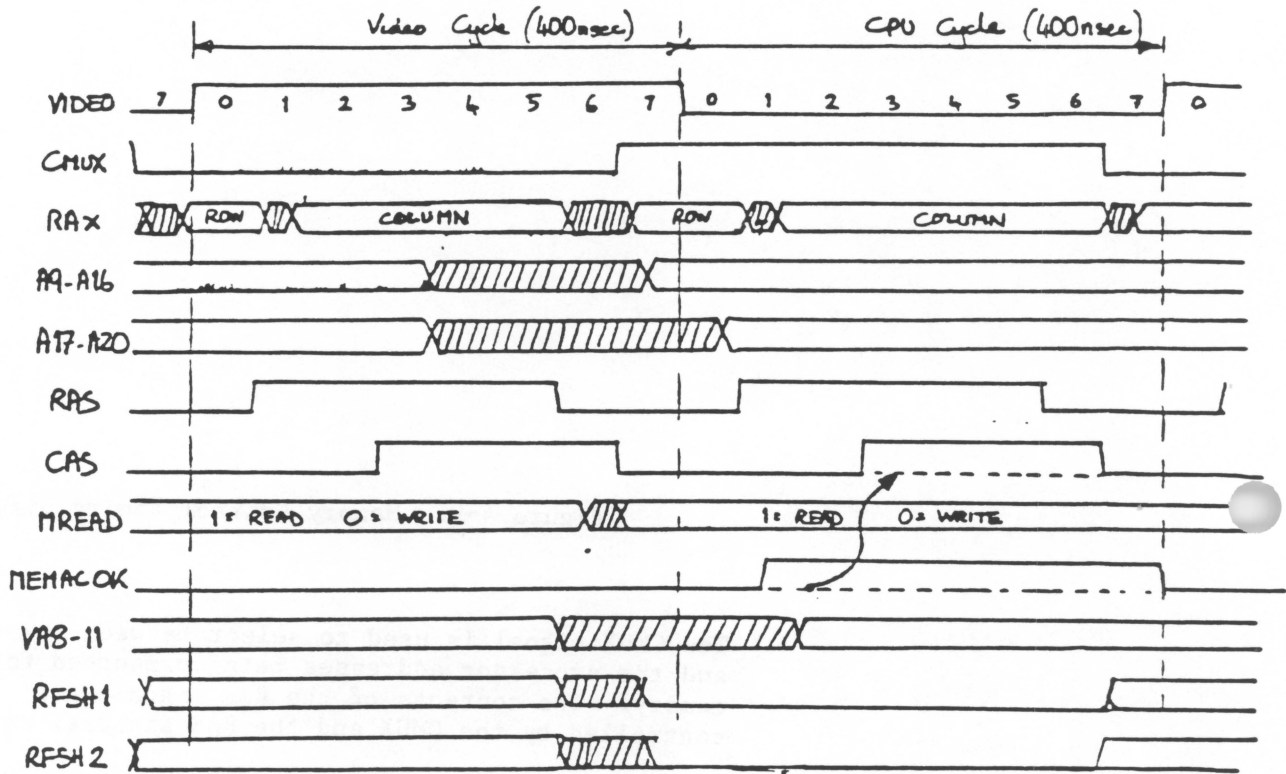 Video Cycle (400nsec) CPU Cycle (400nsec)
VIDEO 7 0 1 2 3 4 5 6 7 0 1 2 3 4 5 6 7 0
CMUX
RAX ROW COLUMN ROW COLUMN
A9-A16
A17-A20
RAS
CAS
MREAD 1= READ 0= WRITE 1= READ 0= WRITE
MEMACOK
VA8-11
RFSH1
RFSH2